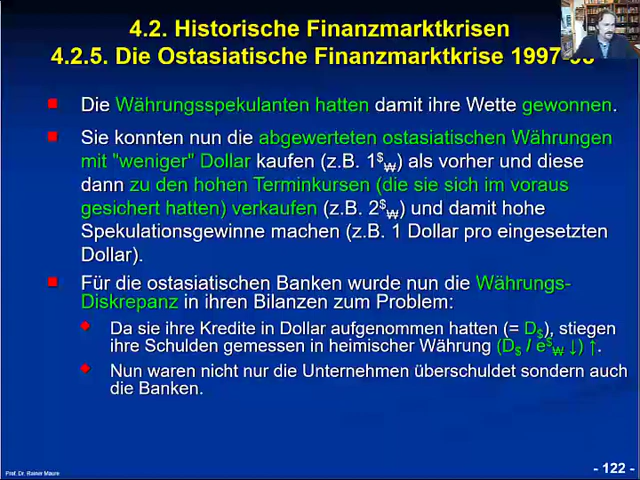 4.2. Historische Finanzmarktkrisen
4.2.5. Die Ostasiatische Finanzmarktkrise 1997-
Die Währungsspekulanten hatten damit ihre Wette gewonnen.
Sie konnten nun die abgewerteten ostasiatischen Währungen
mit "weniger" Dollar kaufen (z.B. 1$₩) als vorher und diese
dann zu den hohen Terminkursen (die sie sich im voraus
gesichert hatten) verkaufen (z.B. 2$₩) und damit hohe
Spekulationsgewinne machen (z.B. 1 Dollar pro eingesetzten
Dollar).
Für die ostasiatischen Banken wurde nun die Währungs-
Diskrepanz in ihren Bilanzen zum Problem:
Da sie ihre Kredite in Dollar aufgenommen hatten (= D$), stiegen
ihre Schulden gemessen in heimischer Währung (D$ / e$₩ ↓) ↑.
Nun waren nicht nur die Unternehmen überschuldet sondern auch
die Banken.
Prof. Dr. Rainer Maure
- 122 -